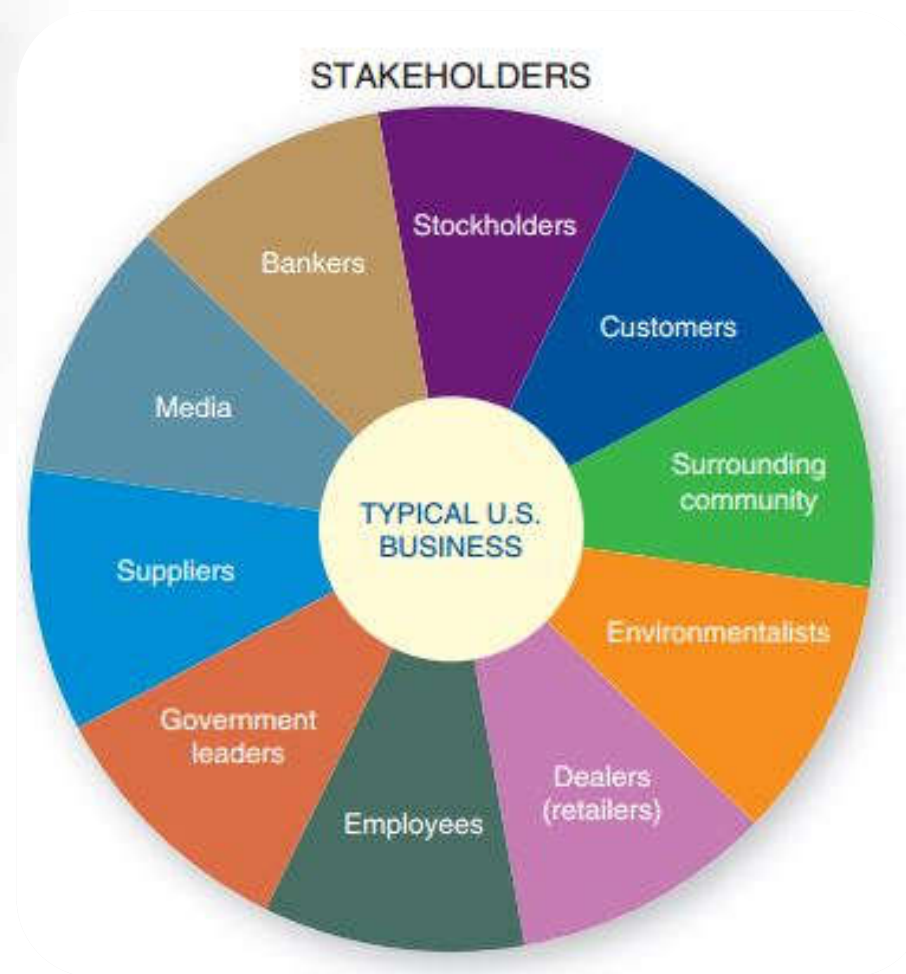 STAKEHOLDERS
Stockholders
Customers
Surrounding
community
Environmentalists
Dealers
(retailers)
Employees
Government
leaders
Suppliers
Media
Bankers
TYPICAL U.S.
BUSINESS